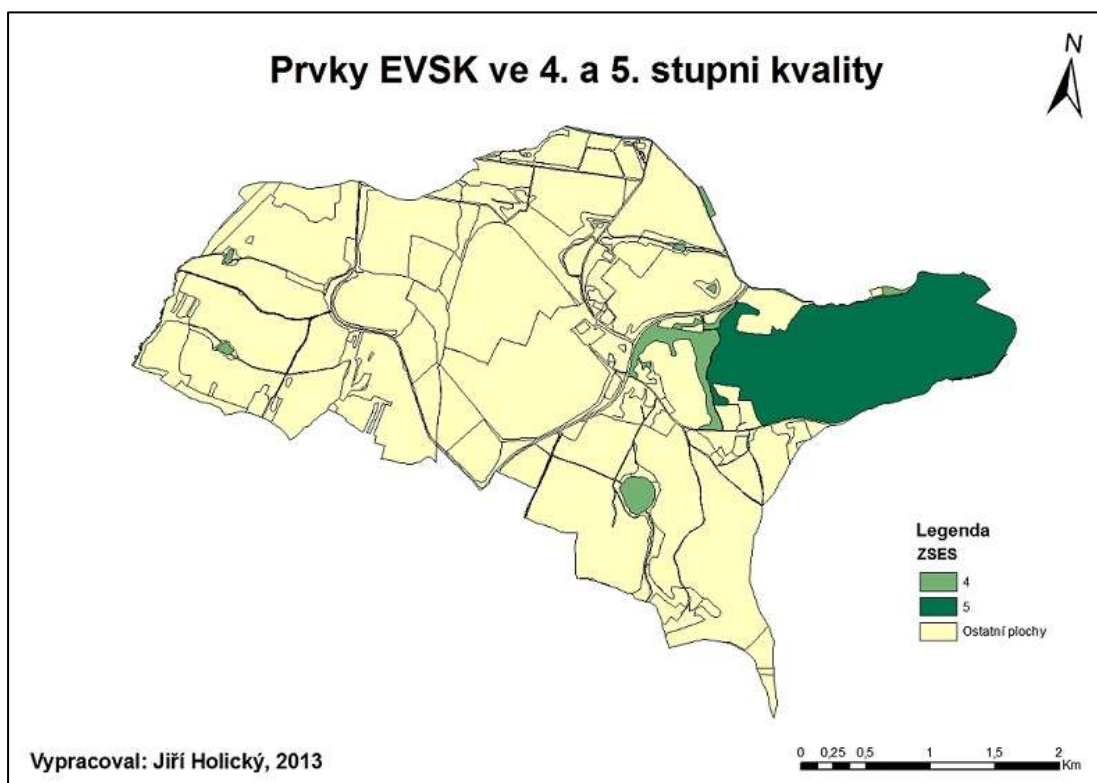 Prvky EVSK ve 4. a 5. stupni kvality
N
Legenda
ZSES
4
5
Ostatní plochy
Vypracoval: Jiří Holický, 2013
0 0,25 0,5 1 1,5 2
Km